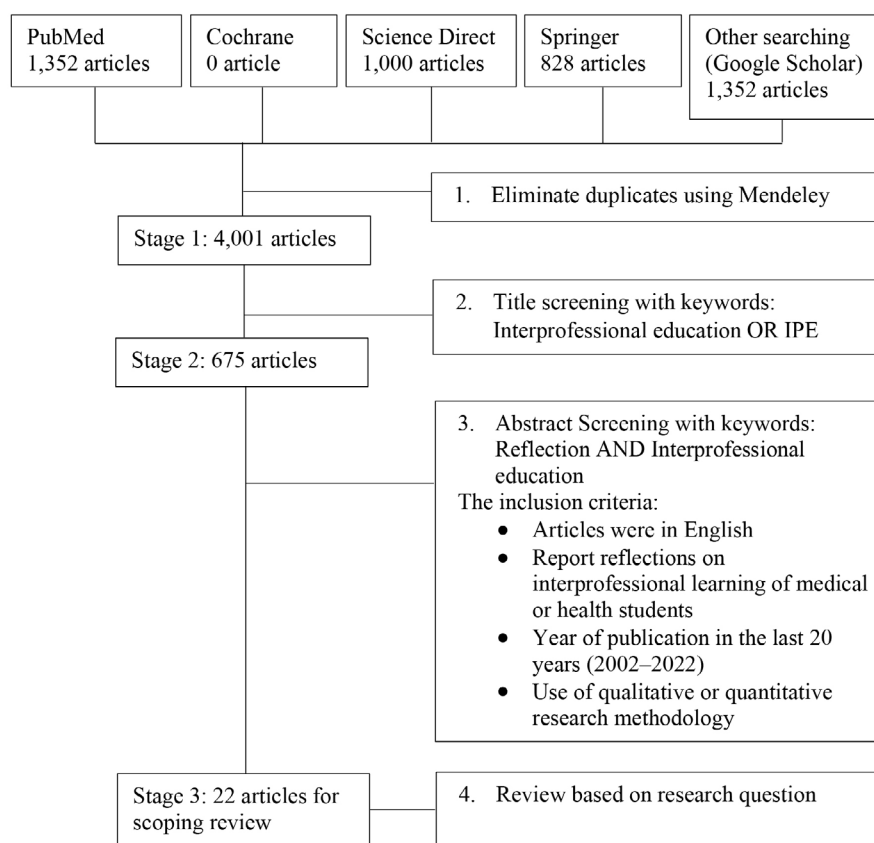 PubMed
1,352 articles
Cochrane
0 article
Science Direct
1,000 articles
Springer
828 articles
Other searching
(Google Scholar)
1,352 articles
1. Eliminate duplicates using Mendeley
Stage 1: 4,001 articles
2. Title screening with keywords:
Interprofessional education OR IPE
Stage 2: 675 articles
3. Abstract Screening with keywords:
Reflection AND Interprofessional
education
The inclusion criteria:
● Articles were in English
● Report reflections on
interprofessional learning of medical
or health students
● Year of publication in the last 20
years (2002–2022)
● Use of qualitative or quantitative
research methodology
Stage 3: 22 articles for
scoping review
4. Review based on research question